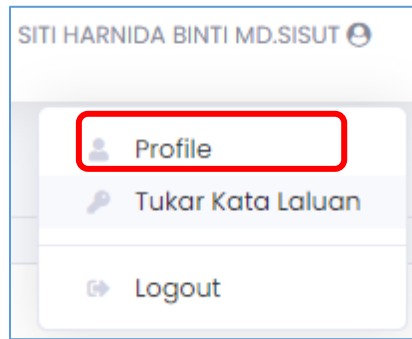 SITI HARNIDA BINTI MD.SISUT
Profile
Tukar Kata Laluan
Logout